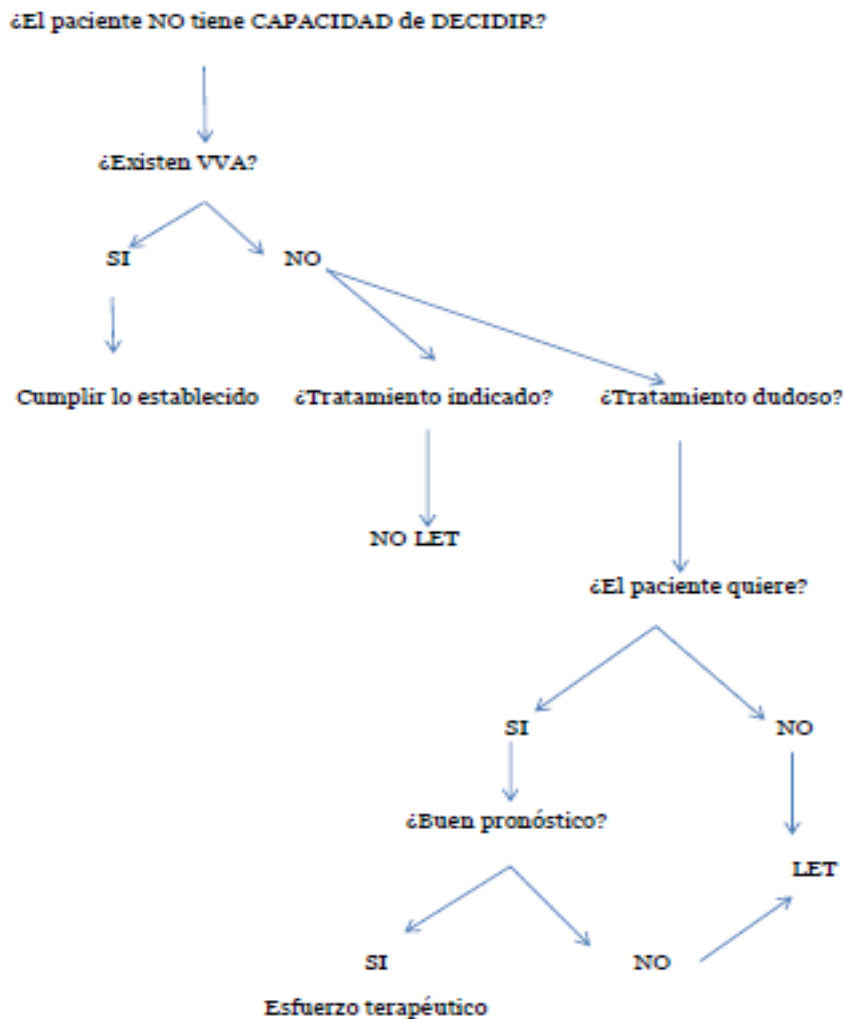 ¿El paciente NO tiene CAPACIDAD de DECIDIR?
¿Existen VVA?
SI
NO
Cumplir lo establecido
¿Tratamiento indicado?
¿Tratamiento dudoso?
NO LET
¿El paciente quiere?
SI
NO
¿Buen pronóstico?
LET
SI
NO
Esfuerzo terapéutico